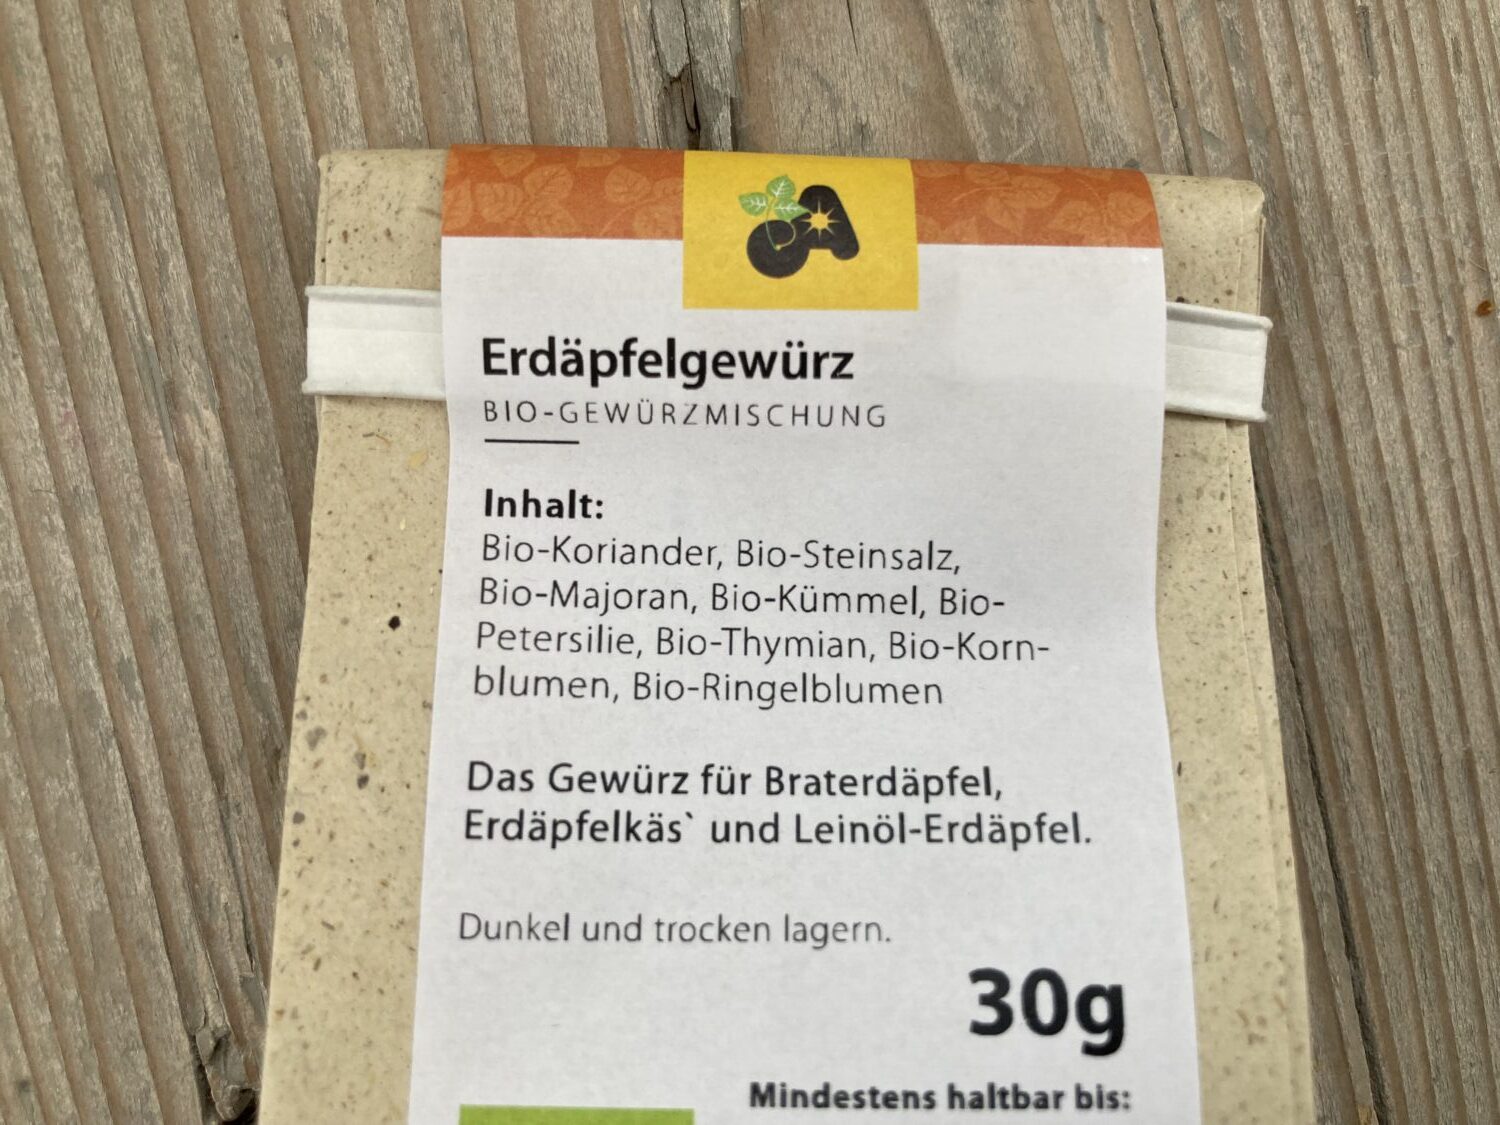 Erdäpfelgewürz
BIO-GEWÜRZMISCHUNG
Inhalt:
Bio-Koriander, Bio-Steinsalz,
Bio-Majoran, Bio-Kümmel, Bio-
Petersilie, Bio-Thymian, Bio-Korn-
blumen, Bio-Ringelblumen
Das Gewürz für Braterdäpfel,
Erdäpfelkäs` und Leinöl-Erdäpfel.
Dunkel und trocken lagern.
30g
Mindestens haltbar bis: